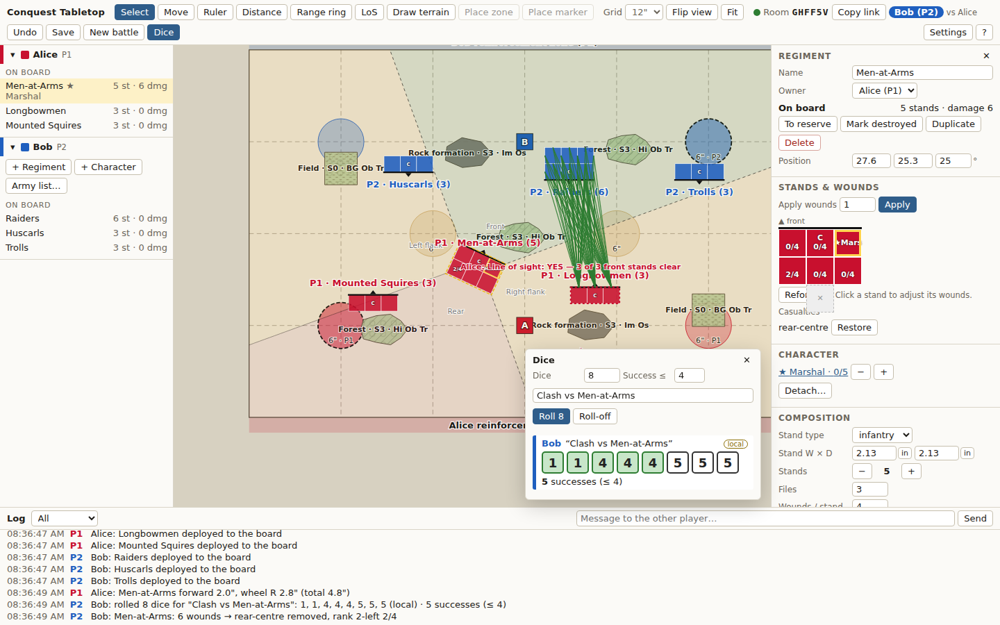 Conquest Tabletop Select Move Ruler Distance Range ring LoS Draw terrain Place zone Place marker Grid 12" Flip view Fit Room GHFF5V Copy link Bob (P2) vs Alice
Undo Save New battle Dice Settings ?
▾ Alice P1
ON BOARD
Men-at-Arms ★ 5 st · 6 dmg
Marshal
Longbowmen 3 st · 0 dmg
Mounted Squires 3 st · 0 dmg
▾ Bob P2
+ Regiment + Character
Army list…
ON BOARD
Raiders 6 st · 0 dmg
Huscarls 3 st · 0 dmg
Trolls 3 st · 0 dmg
B
Rock formation · S3 · Im Os
Forest · S3 · Hi Ob Tr
6" · P2
Field · S0 · BG Ob Tr
C
C
C
P2 · Huscarls (3)
P2 · (6)
P2 · Trolls (3)
Front
Forest · S3 · Hi Ob Tr
Left flank
6"
P1 · Men-at-Arms (5)
6"
C
Alice: Line of sight: YES — 3 of 3 front stands clear
P1 · Longbowmen (3)
P1 · Mounted Squires (3)
Right flank
C
C
Rear
Field · S0 · BG Ob Tr
A
Rock formation · S3 · Im Os
Forest · S3 · Hi Ob Tr
6" · P1
6" · P1
Alice reinforcem
Dice ✕
Dice 8 Success ≤ 4
Clash vs Men-at-Arms
Roll 8 Roll-off
Bob “Clash vs Men-at-Arms” local
1 1 4 4 4 5 5 5
5 successes (≤ 4)
REGIMENT ✕
Name Men-at-Arms
Owner Alice (P1)
On board 5 stands · damage 6
To reserve Mark destroyed Duplicate
Delete
Position 27.6 25.3 25 °
STANDS & WOUNDS
Apply wounds 1 Apply
▲ front
C
0/4 0/4 ★Mars
2/4 0/4 0/4
✕
Click a stand to adjust its wounds.
Casualties
rear-centre Restore
CHARACTER
★ Marshal · 0/5 − +
Detach…
COMPOSITION
Stand type infantry
Stand W × D 2.13 in 2.13 in
Stands − 5 +
Files 3
Wounds / stand 4
Log All Message to the other player… Send
08:36:47 AM P1 Alice: Longbowmen deployed to the board
08:36:47 AM P1 Alice: Mounted Squires deployed to the board
08:36:47 AM P2 Bob: Raiders deployed to the board
08:36:47 AM P2 Bob: Huscarls deployed to the board
08:36:47 AM P2 Bob: Trolls deployed to the board
08:36:49 AM P1 Alice: Men-at-Arms forward 2.0", wheel R 2.8" (total 4.8")
08:36:49 AM P2 Bob: rolled 8 dice for "Clash vs Men-at-Arms": 1, 1, 4, 4, 4, 5, 5, 5 (local) · 5 successes (≤ 4)
08:36:49 AM P2 Bob: Men-at-Arms: 6 wounds → rear-centre removed, rank 2-left 2/4